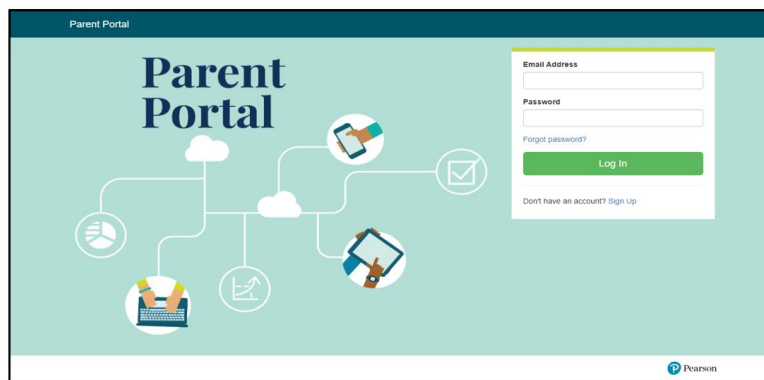 Parent Portal
Parent
Portal
Email Address
Password
Forgot password?
Log In
Don't have an account? Sign Up
Pearson